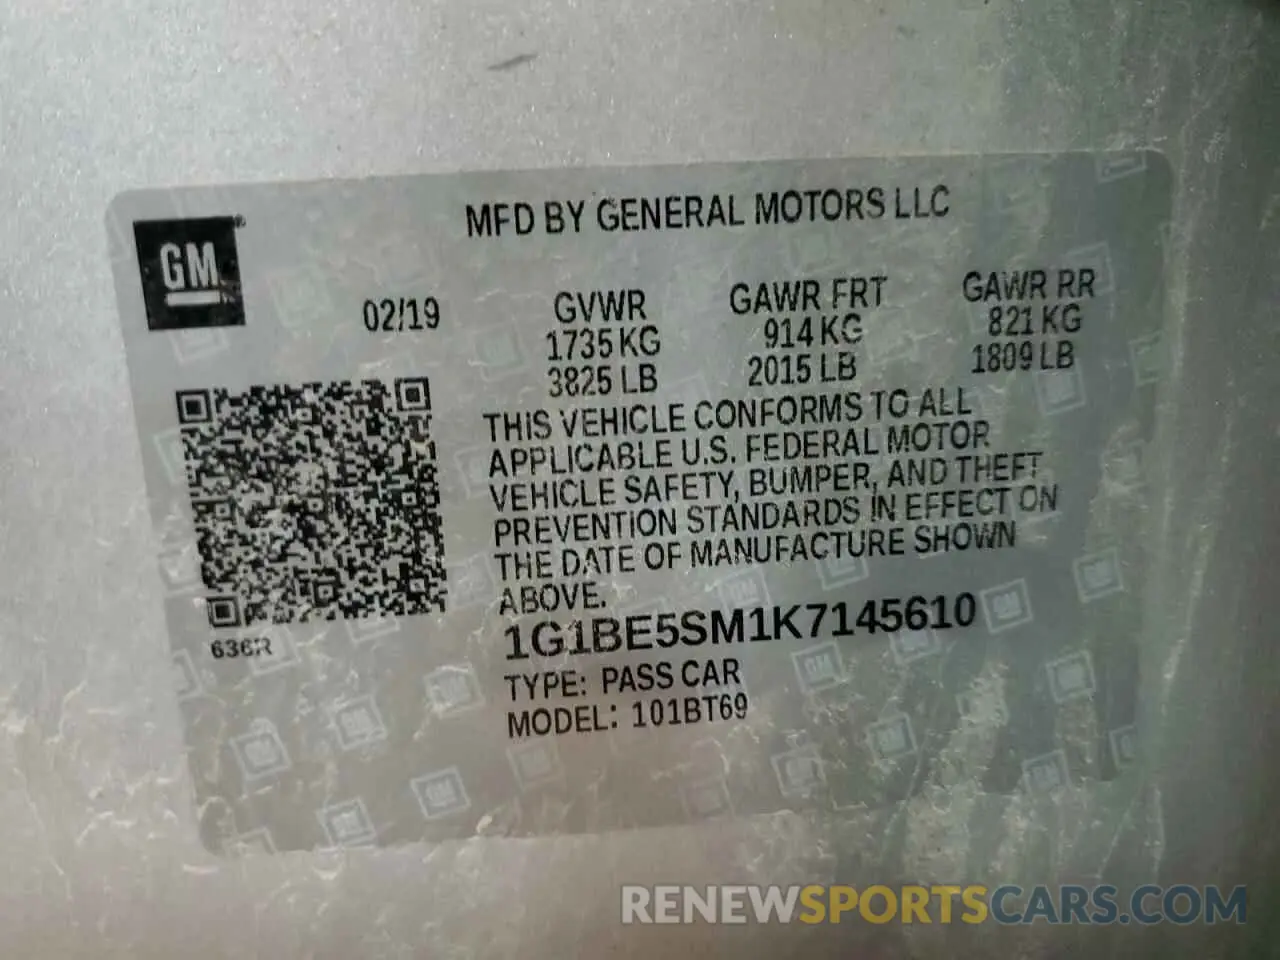 MFD BY GENERAL MOTORS LLC
GM®
02/19
GVWR GAWR FRT GAWR RR
1735 KG 914 KG 821 KG
3825 LB 2015 LB 1809 LB
THIS VEHICLE CONFORMS TO ALL
APPLICABLE U.S. FEDERAL MOTOR
VEHICLE SAFETY, BUMPER, AND THEFT
PREVENTION STANDARDS IN EFFECT ON
THE DATE OF MANUFACTURE SHOWN
ABOVE.
636R
1G1BE5SM1K7145610
TYPE: PASS CAR
MODEL: 101BT69
RENEWSPORTSCARS.COM